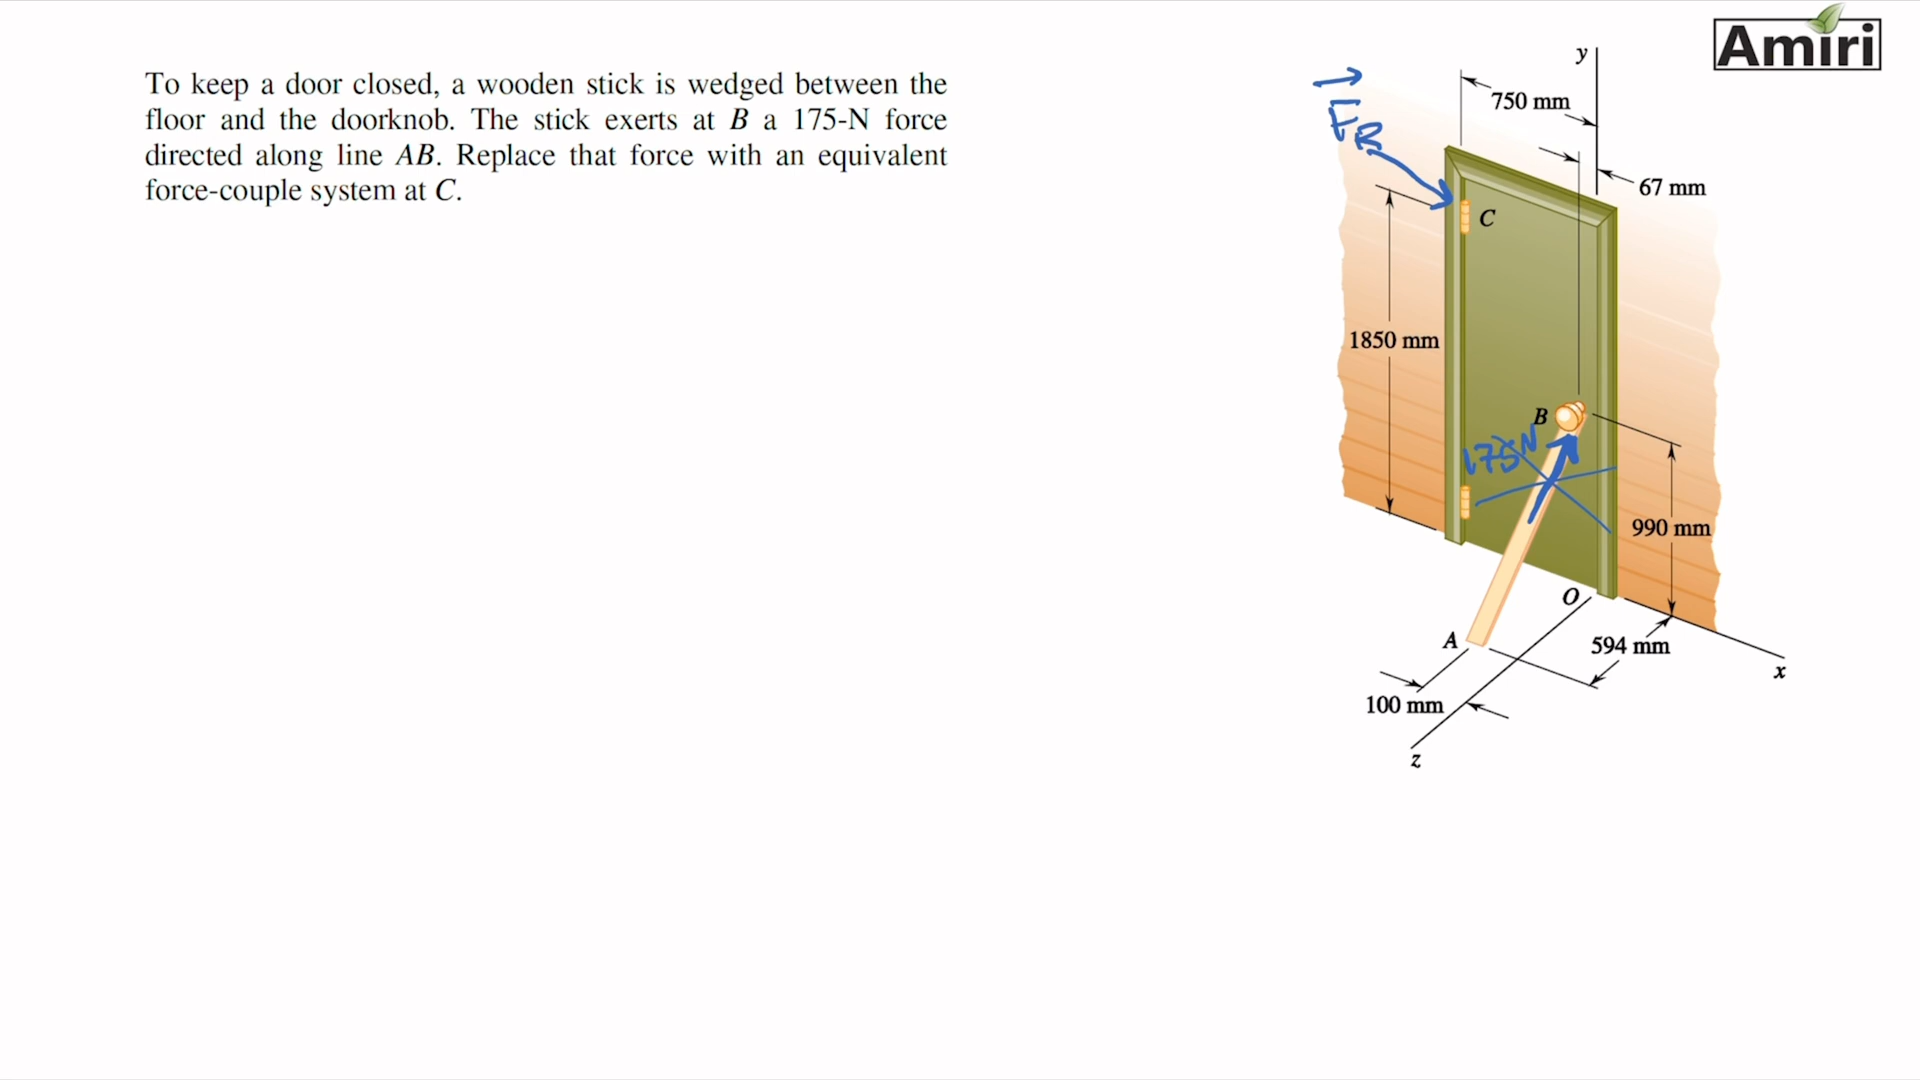 To keep a door closed, a wooden stick is wedged between the
floor and the doorknob. The stick exerts at B a 175-N force
directed along line AB. Replace that force with an equivalent
force-couple system at C.
Amiri
y
750 mm
F_R
67 mm
C
1850 mm
B
175N
990 mm
O
A
594 mm
x
100 mm
z